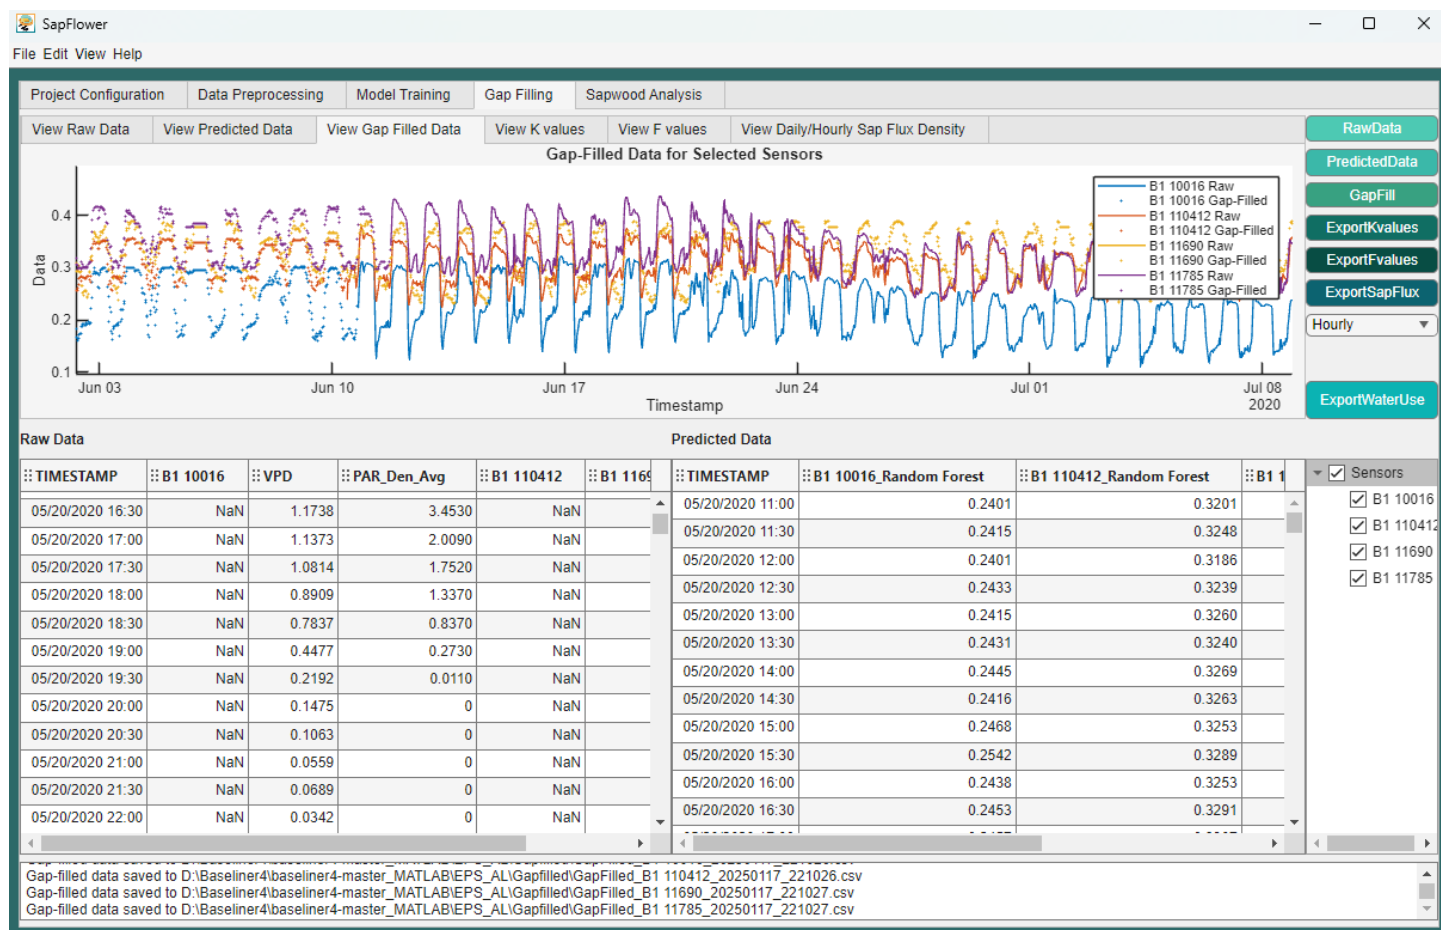 SapFlower
File Edit View Help
Project Configuration Data Preprocessing Model Training Gap Filling Sapwood Analysis
View Raw Data View Predicted Data View Gap Filled Data View K values View F values View Daily/Hourly Sap Flux Density
RawData
PredictedData
GapFill
ExportKvalues
ExportFvalues
ExportSapFlux
Hourly
ExportWaterUse
Gap-Filled Data for Selected Sensors
B1 10016 Raw
B1 10016 Gap-Filled
B1 110412 Raw
B1 110412 Gap-Filled
B1 11690 Raw
B1 11690 Gap-Filled
B1 11785 Raw
B1 11785 Gap-Filled
Data
0.4
0.3
0.2
0.1
Jun 03 Jun 10 Jun 17 Jun 24 Jul 01 Jul 08
2020
Timestamp
Raw Data
TIMESTAMP B1 10016 VPD PAR_Den_Avg B1 110412 B1 1169
05/20/2020 16:30 NaN 1.1738 3.4530 NaN
05/20/2020 17:00 NaN 1.1373 2.0090 NaN
05/20/2020 17:30 NaN 1.0814 1.7520 NaN
05/20/2020 18:00 NaN 0.8909 1.3370 NaN
05/20/2020 18:30 NaN 0.7837 0.8370 NaN
05/20/2020 19:00 NaN 0.4477 0.2730 NaN
05/20/2020 19:30 NaN 0.2192 0.0110 NaN
05/20/2020 20:00 NaN 0.1475 0 NaN
05/20/2020 20:30 NaN 0.1063 0 NaN
05/20/2020 21:00 NaN 0.0559 0 NaN
05/20/2020 21:30 NaN 0.0689 0 NaN
05/20/2020 22:00 NaN 0.0342 0 NaN
Predicted Data
TIMESTAMP B1 10016_Random Forest B1 110412_Random Forest B1 1
05/20/2020 11:00 0.2401 0.3201
05/20/2020 11:30 0.2415 0.3248
05/20/2020 12:00 0.2401 0.3186
05/20/2020 12:30 0.2433 0.3239
05/20/2020 13:00 0.2415 0.3260
05/20/2020 13:30 0.2431 0.3240
05/20/2020 14:00 0.2445 0.3269
05/20/2020 14:30 0.2416 0.3263
05/20/2020 15:00 0.2468 0.3253
05/20/2020 15:30 0.2542 0.3289
05/20/2020 16:00 0.2438 0.3253
05/20/2020 16:30 0.2453 0.3291
Sensors
B1 10016
B1 110412
B1 11690
B1 11785
Gap-filled data saved to D:\Baseliner4\baseliner4-master_MATLAB\EPS_AL\Gapfilled\GapFilled_B1 110412_20250117_221026.csv
Gap-filled data saved to D:\Baseliner4\baseliner4-master_MATLAB\EPS_AL\Gapfilled\GapFilled_B1 11690_20250117_221027.csv
Gap-filled data saved to D:\Baseliner4\baseliner4-master_MATLAB\EPS_AL\Gapfilled\GapFilled_B1 11785_20250117_221027.csv